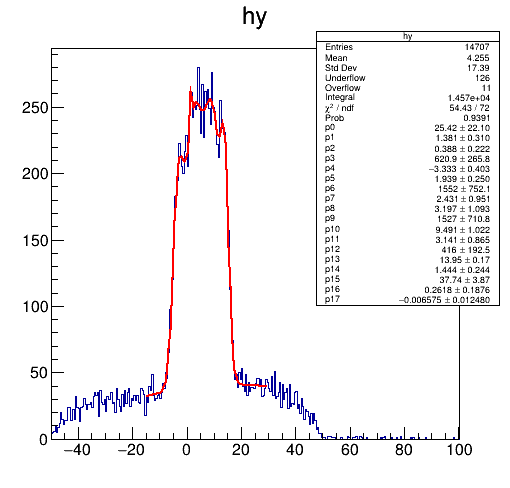 hy
hy
Entries 14707
Mean 4.255
Std Dev 17.39
Underflow 126
Overflow 11
Integral 1.457e+04
χ² / ndf 54.43 / 72
Prob 0.9391
p0 25.42 ± 22.10
p1 1.381 ± 0.310
p2 0.388 ± 0.222
p3 620.9 ± 265.8
p4 −3.333 ± 0.403
p5 1.939 ± 0.250
p6 1552 ± 752.1
p7 2.431 ± 0.951
p8 3.197 ± 1.093
p9 1527 ± 710.8
p10 9.491 ± 1.022
p11 3.141 ± 0.865
p12 416 ± 192.5
p13 13.95 ± 0.17
p14 1.444 ± 0.244
p15 37.74 ± 3.87
p16 0.2618 ± 0.1876
p17 −0.006575 ± 0.012480
250
200
150
100
50
0
−40 −20 0 20 40 60 80 100